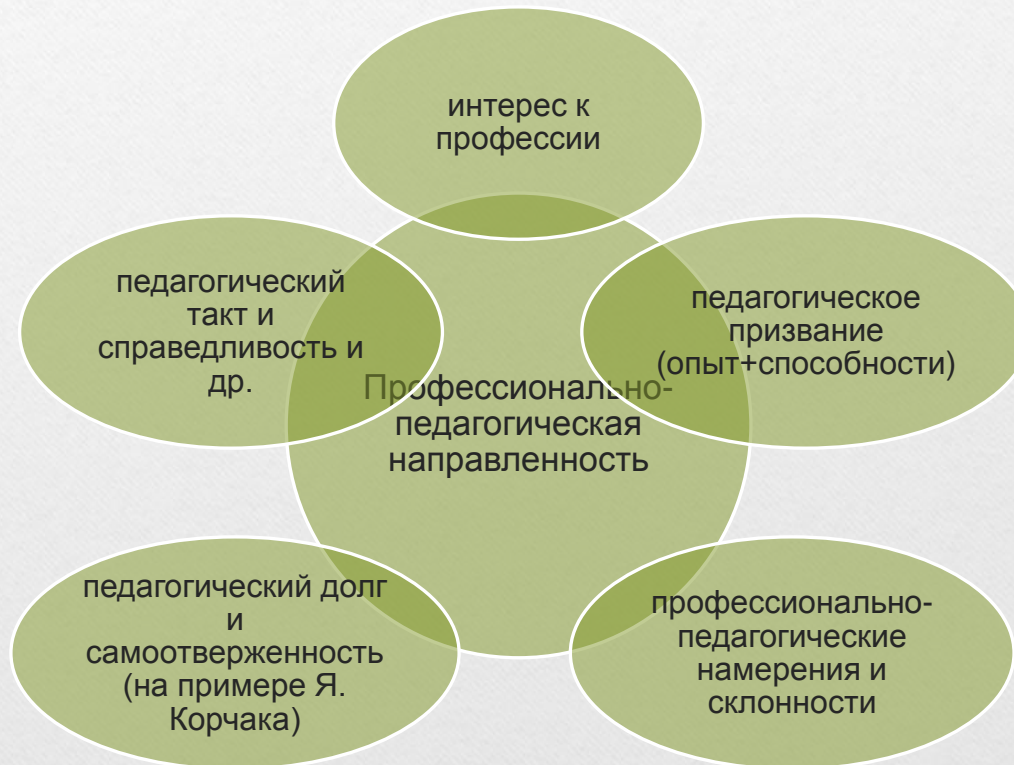 интерес к
профессии
педагогический
такт и
справедливость и
др.
педагогическое
призвание
(опыт+способности)
Профессионально-
педагогическая
направленность
педагогический долг
и
самоотверженность
(на примере Я.
Корчака)
профессионально-
педагогические
намерения и
склонности